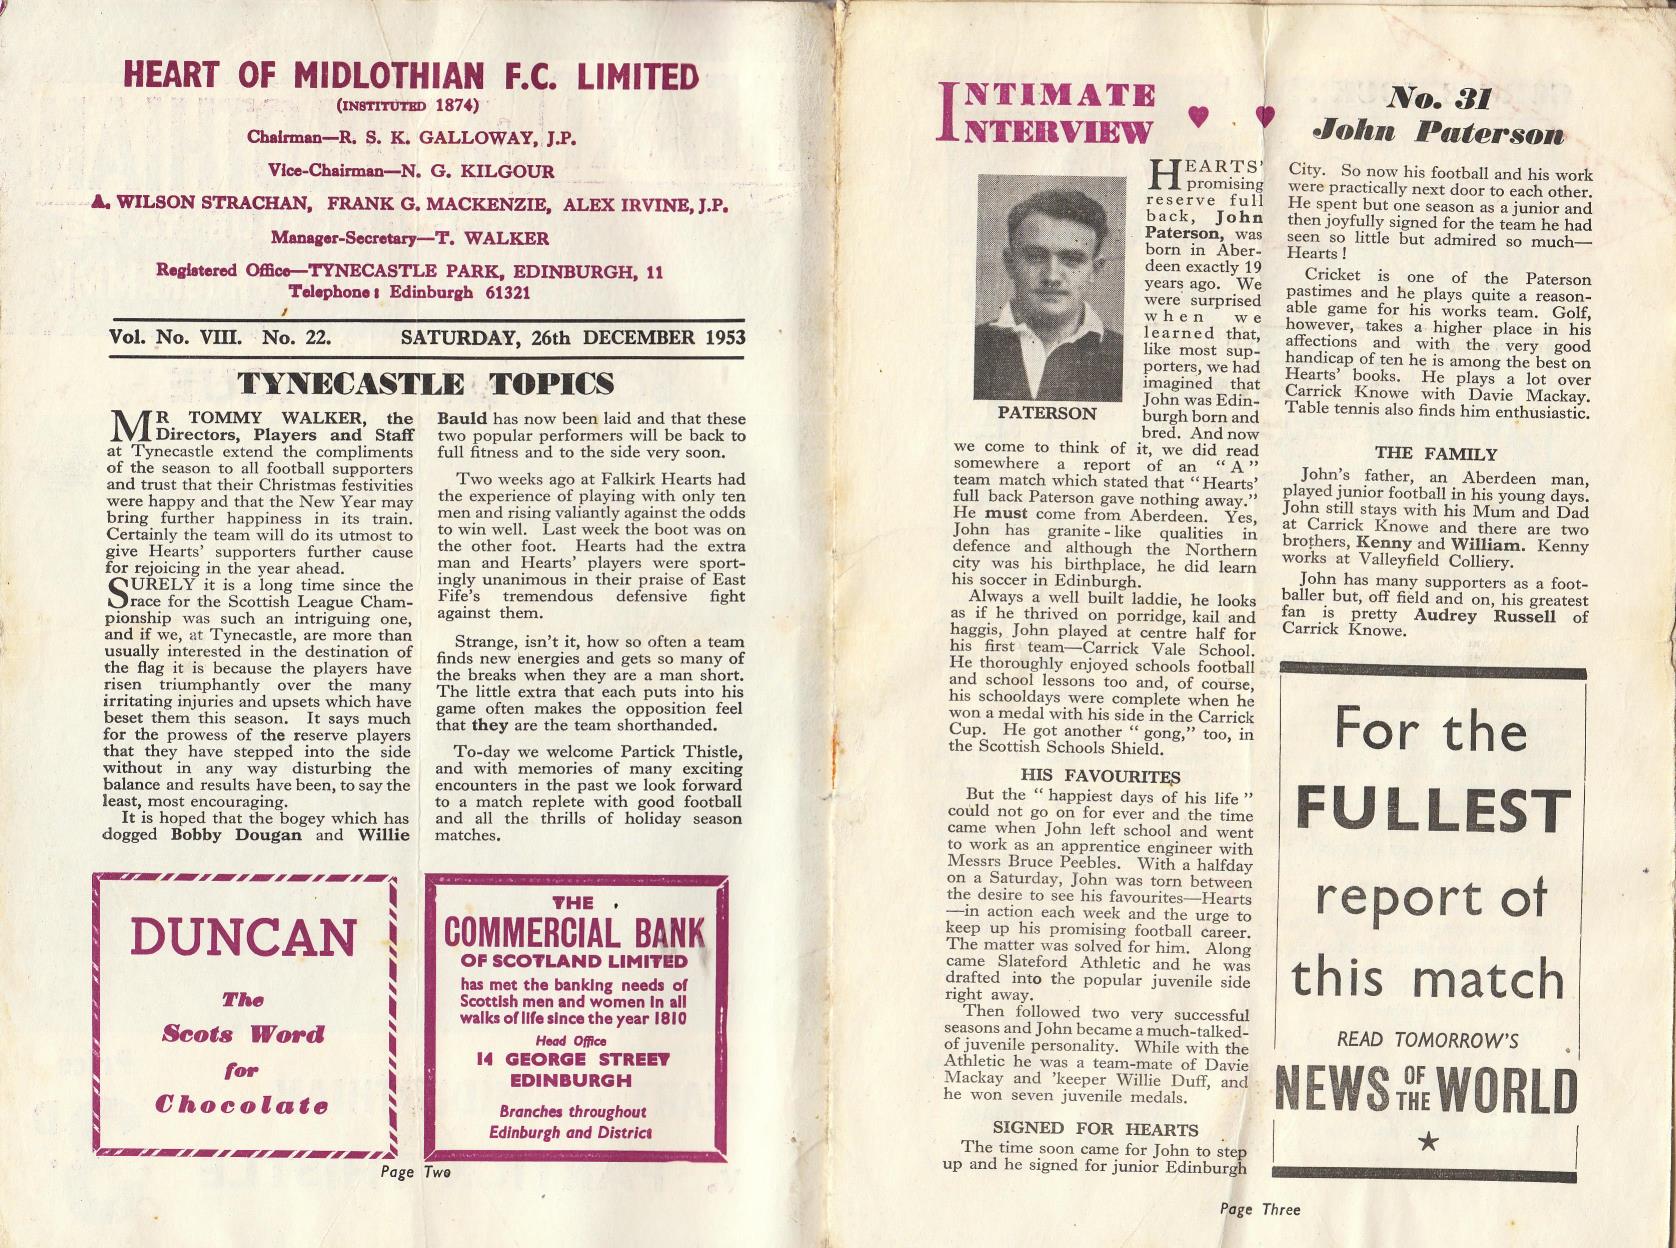 HEART OF MIDLOTHIAN F.C. LIMITED
(INSTITUTED 1874)
Chairman—R. S. K. GALLOWAY, J.P.
Vice-Chairman—N. G. KILGOUR
A. WILSON STRACHAN, FRANK G. MACKENZIE, ALEX IRVINE, J.P.
Manager-Secretary—T. WALKER
Registered Office—TYNECASTLE PARK, EDINBURGH, 11
Telephone: Edinburgh 61321
Vol. No. VIII. No. 22. SATURDAY, 26th DECEMBER 1953
TYNECASTLE TOPICS
MR TOMMY WALKER, the
Directors, Players and Staff
at Tynecastle extend the compliments
of the season to all football supporters
and trust that their Christmas festivities
were happy and that the New Year may
bring further happiness in its train.
Certainly the team will do its utmost to
give Hearts' supporters further cause
for rejoicing in the year ahead.
SURELY it is a long time since the
race for the Scottish League Cham-
pionship was such an intriguing one,
and if we, at Tynecastle, are more than
usually interested in the destination of
the flag it is because the players have
risen triumphantly over the many
irritating injuries and upsets which have
beset them this season. It says much
for the prowess of the reserve players
that they have stepped into the side
without in any way disturbing the
balance and results have been, to say the
least, most encouraging.
It is hoped that the bogey which has
dogged Bobby Dougan and Willie
Bauld has now been laid and that these
two popular performers will be back to
full fitness and to the side very soon.
Two weeks ago at Falkirk Hearts had
the experience of playing with only ten
men and rising valiantly against the odds
to win well. Last week the boot was on
the other foot. Hearts had the extra
man and Hearts' players were sport-
ingly unanimous in their praise of East
Fife's tremendous defensive fight
against them.
Strange, isn't it, how so often a team
finds new energies and gets so many of
the breaks when they are a man short.
The little extra that each puts into his
game often makes the opposition feel
that they are the team shorthanded.
To-day we welcome Partick Thistle,
and with memories of many exciting
encounters in the past we look forward
to a match replete with good football
and all the thrills of holiday season
matches.
DUNCAN
The
Scots Word
for
Chocolate
THE
COMMERCIAL BANK
OF SCOTLAND LIMITED
has met the banking needs of
Scottish men and women in all
walks of life since the year 1810
Head Office
14 GEORGE STREET
EDINBURGH
Branches throughout
Edinburgh and District
Page Two
INTIMATE
INTERVIEW
No. 31
John Paterson
PATERSON
HEARTS'
promising
reserve full
back, John
Paterson, was
born in Aber-
deen exactly 19
years ago. We
were surprised
when we
learned that,
like most sup-
porters, we had
imagined that
John was Edin-
burgh born and
bred. And now
we come to think of it, we did read
somewhere a report of an "A"
team match which stated that "Hearts'
full back Paterson gave nothing away."
He must come from Aberdeen. Yes,
John has granite-like qualities in
defence and although the Northern
city was his birthplace, he did learn
his soccer in Edinburgh.
Always a well built laddie, he looks
as if he thrived on porridge, kail and
haggis, John played at centre half for
his first team—Carrick Vale School.
He thoroughly enjoyed schools football
and school lessons too and, of course,
his schooldays were complete when he
won a medal with his side in the Carrick
Cup. He got another "gong," too, in
the Scottish Schools Shield.
HIS FAVOURITES
But the "happiest days of his life"
could not go on for ever and the time
came when John left school and went
to work as an apprentice engineer with
Messrs Bruce Peebles. With a halfday
on a Saturday, John was torn between
the desire to see his favourites—Hearts
—in action each week and the urge to
keep up his promising football career.
The matter was solved for him. Along
came Slateford Athletic and he was
drafted into the popular juvenile side
right away.
Then followed two very successful
seasons and John became a much-talked-
of juvenile personality. While with the
Athletic he was a team-mate of Davie
Mackay and 'keeper Willie Duff, and
he won seven juvenile medals.
SIGNED FOR HEARTS
The time soon came for John to step
up and he signed for junior Edinburgh
City. So now his football and his work
were practically next door to each other.
He spent but one season as a junior and
then joyfully signed for the team he had
seen so little but admired so much—
Hearts!
Cricket is one of the Paterson
pastimes and he plays quite a reason-
able game for his works team. Golf,
however, takes a higher place in his
affections and with the very good
handicap of ten he is among the best on
Hearts' books. He plays a lot over
Carrick Knowe with Davie Mackay.
Table tennis also finds him enthusiastic.
THE FAMILY
John's father, an Aberdeen man,
played junior football in his young days.
John still stays with his Mum and Dad
at Carrick Knowe and there are two
brothers, Kenny and William. Kenny
works at Valleyfield Colliery.
John has many supporters as a foot-
baller but, off field and on, his greatest
fan is pretty Audrey Russell of
Carrick Knowe.
For the
FULLEST
report of
this match
READ TOMORROW'S
NEWS OF THE WORLD
Page Three